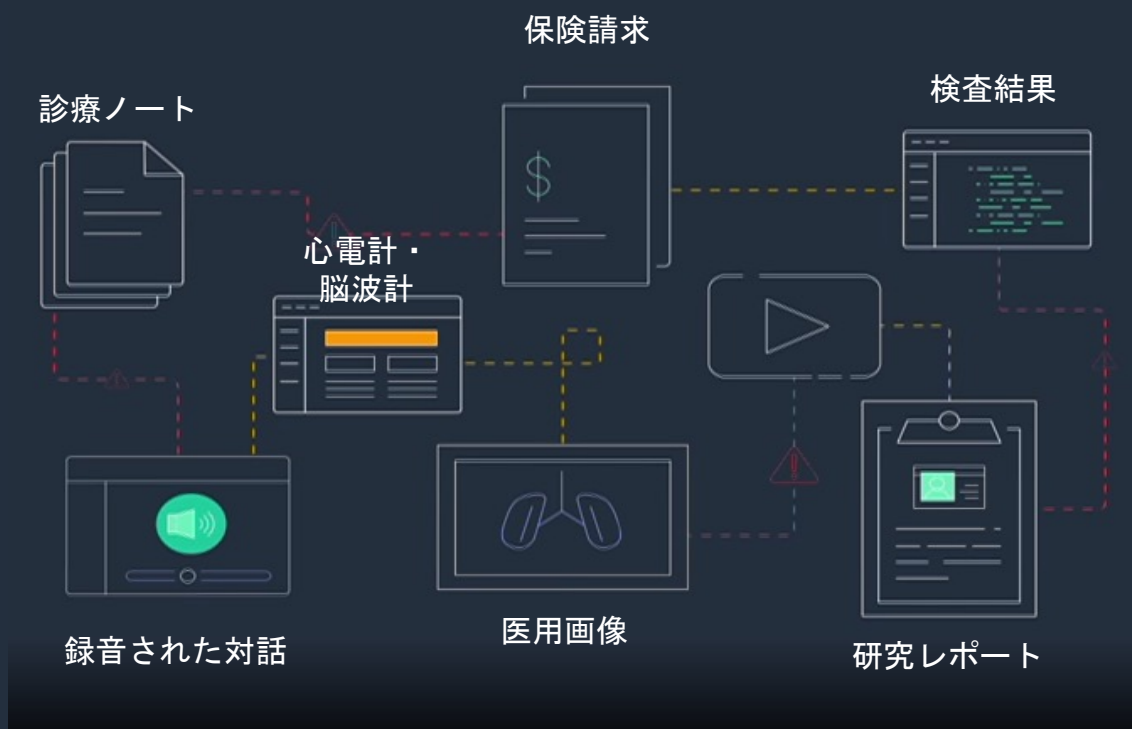 保険請求
診療ノート
検査結果
心電計・
脳波計
$
録音された対話
医用画像
研究レポート